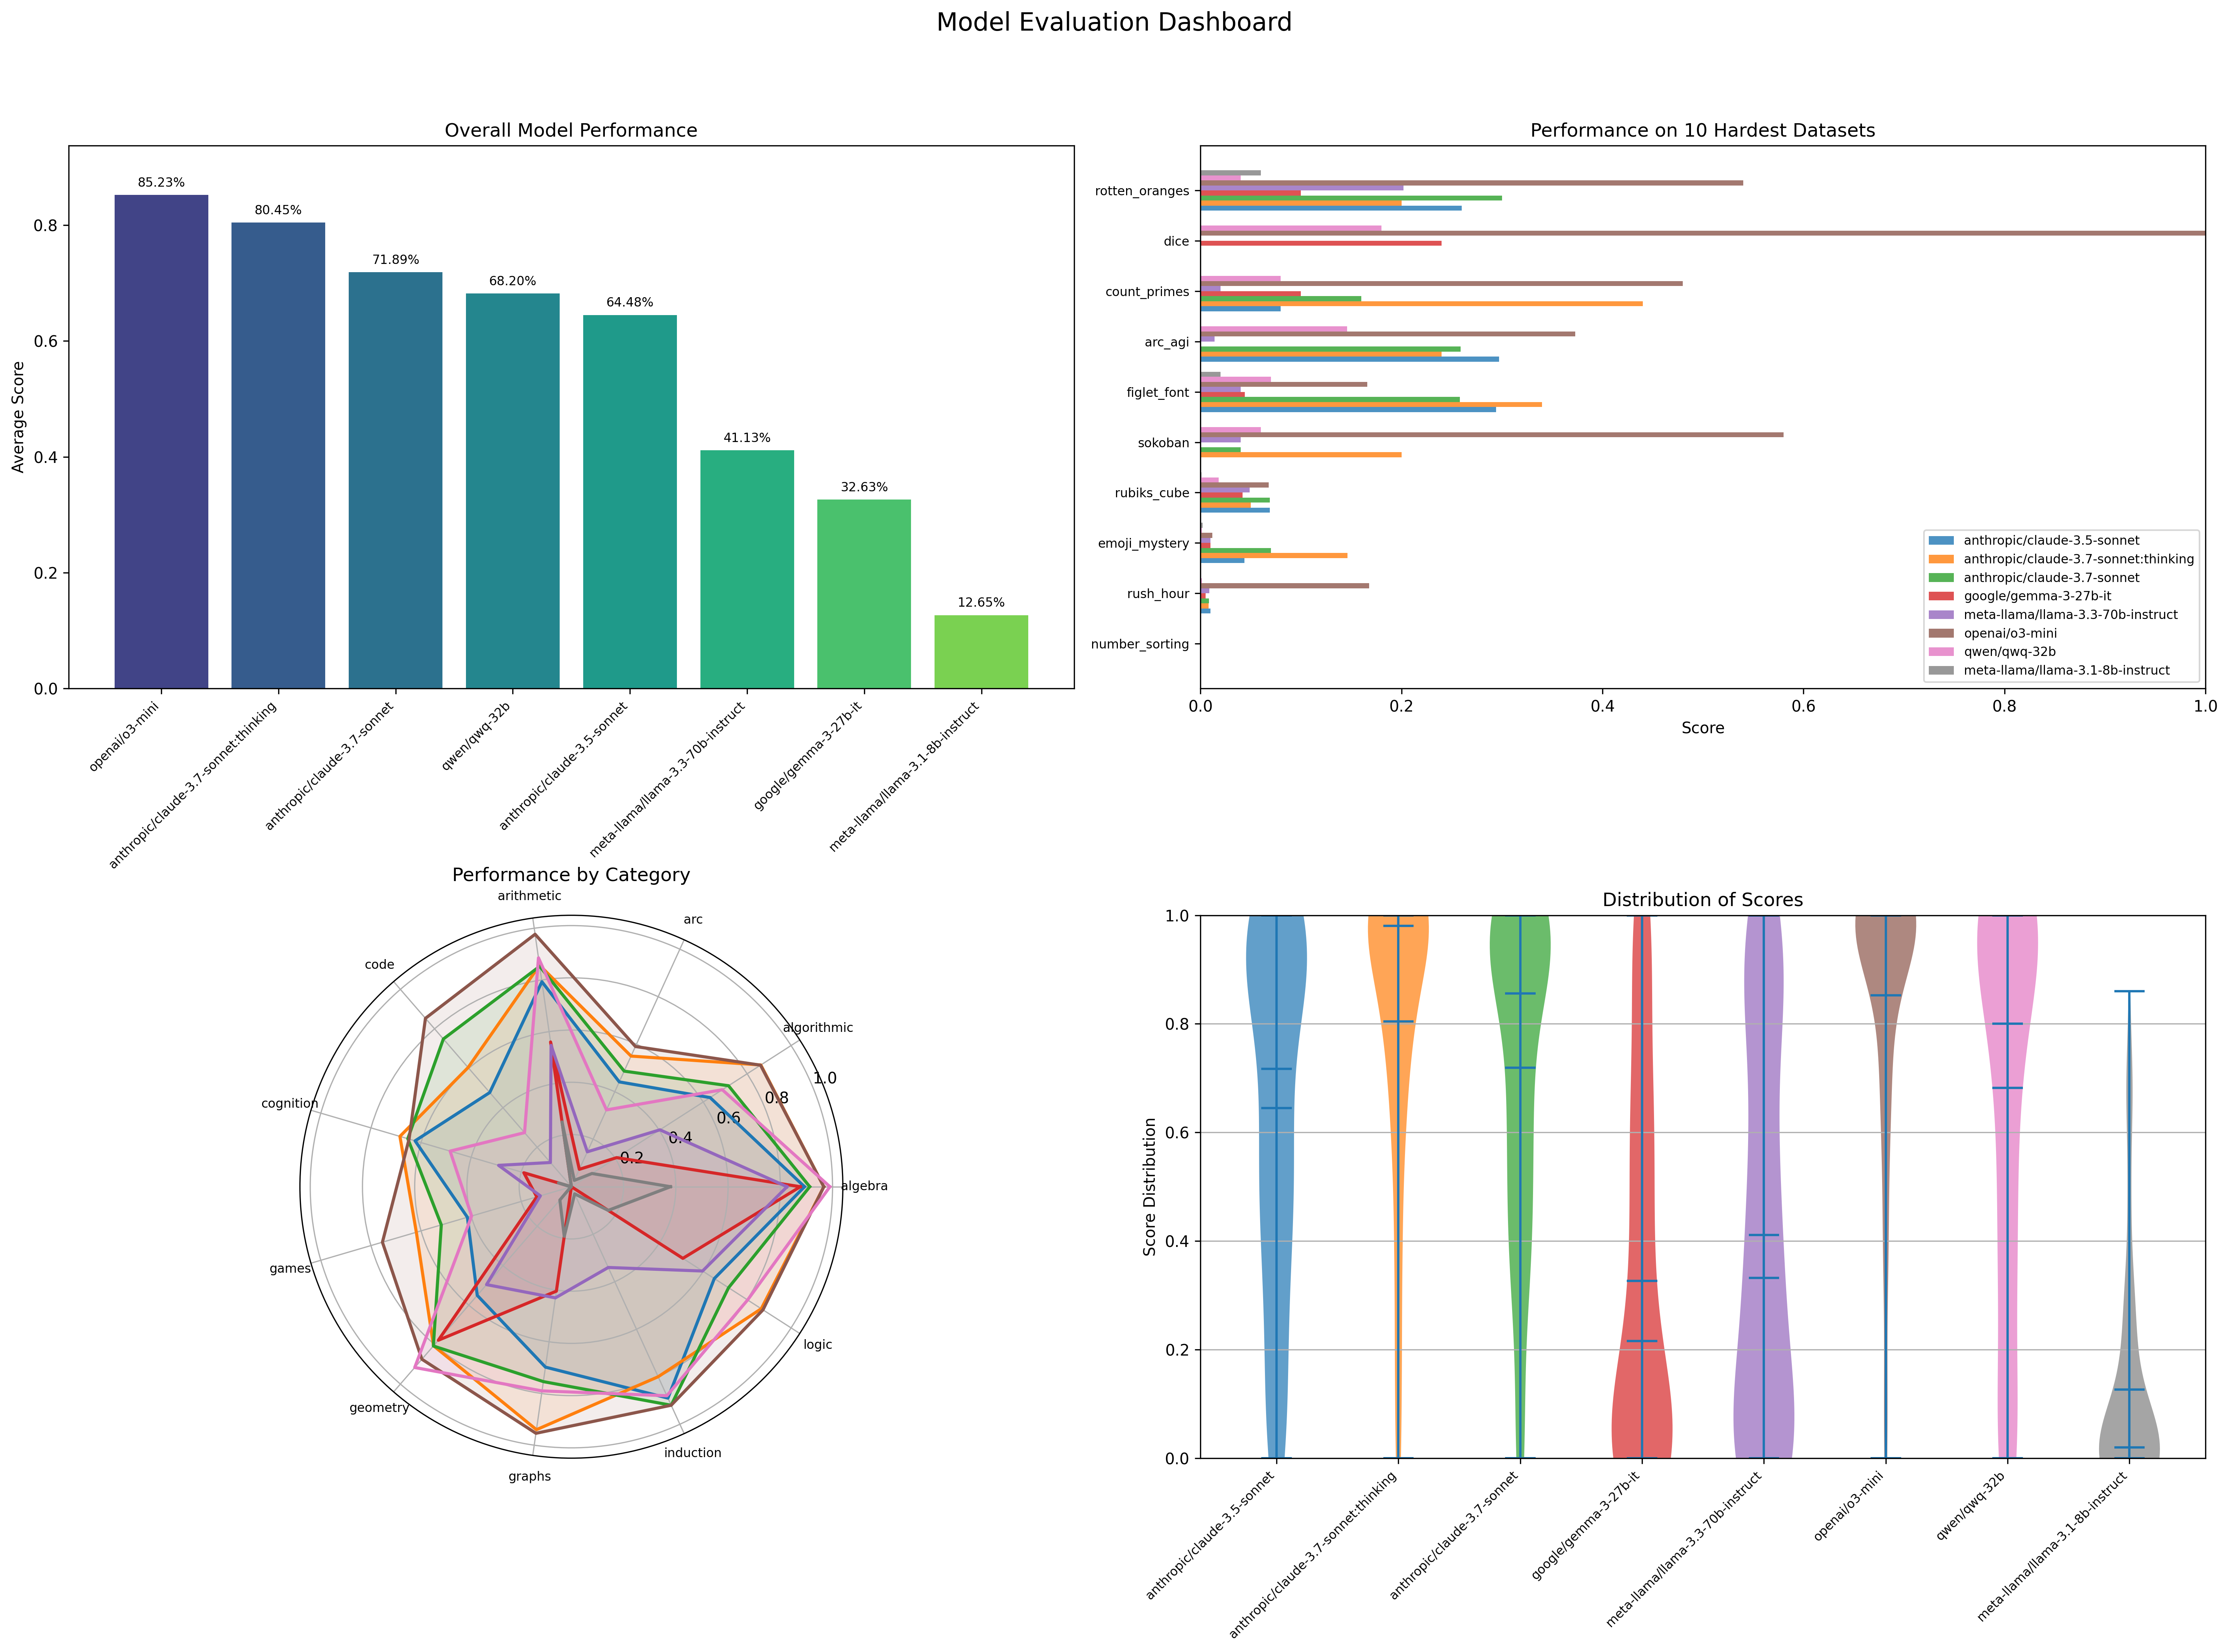 Model Evaluation Dashboard
Overall Model Performance
Average Score
0.8
0.6
0.4
0.2
0.0
85.23%
80.45%
71.89%
68.20%
64.48%
41.13%
32.63%
12.65%
openai/o3-mini
anthropic/claude-3.7-sonnet:thinking
anthropic/claude-3.7-sonnet
qwen/qwq-32b
anthropic/claude-3.5-sonnet
meta-llama/llama-3.3-70b-instruct
google/gemma-3-27b-it
meta-llama/llama-3.1-8b-instruct
Performance on 10 Hardest Datasets
rotten_oranges
dice
count_primes
arc_agi
figlet_font
sokoban
rubiks_cube
emoji_mystery
rush_hour
number_sorting
anthropic/claude-3.5-sonnet
anthropic/claude-3.7-sonnet:thinking
anthropic/claude-3.7-sonnet
google/gemma-3-27b-it
meta-llama/llama-3.3-70b-instruct
openai/o3-mini
qwen/qwq-32b
meta-llama/llama-3.1-8b-instruct
0.0 0.2 0.4 0.6 0.8 1.0
Score
Performance by Category
arithmetic
arc
code
algorithmic
1.0
0.8
cognition
0.6
0.4
0.2
algebra
games
logic
geometry
induction
graphs
Distribution of Scores
Score Distribution
1.0
0.8
0.6
0.4
0.2
0.0
anthropic/claude-3.5-sonnet
anthropic/claude-3.7-sonnet:thinking
anthropic/claude-3.7-sonnet
google/gemma-3-27b-it
meta-llama/llama-3.3-70b-instruct
openai/o3-mini
qwen/qwq-32b
meta-llama/llama-3.1-8b-instruct